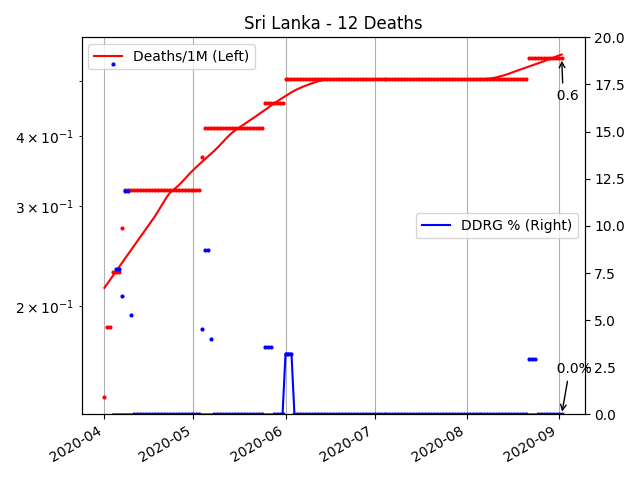 Sri Lanka - 12 Deaths
Deaths/1M (Left)
DDRG % (Right)
4 × 10⁻¹
3 × 10⁻¹
2 × 10⁻¹
20.0
17.5
15.0
12.5
10.0
7.5
5.0
2.5
0.0
0.6
0.0%
2020-04
2020-05
2020-06
2020-07
2020-08
2020-09